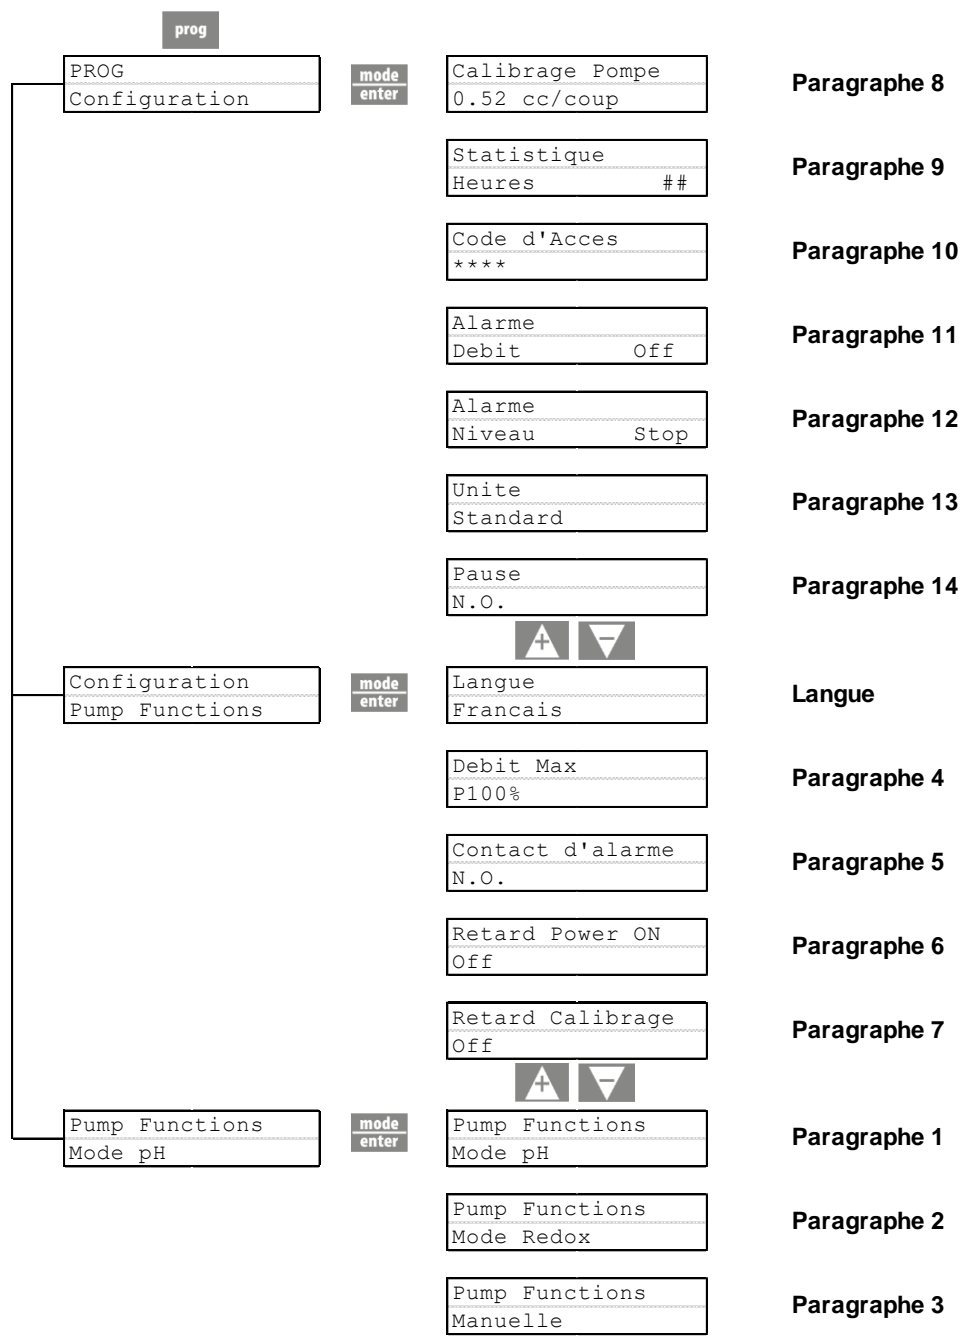 prog
PROG
Configuration
mode
enter
Calibrage Pompe
0.52 cc/coup
Paragraphe 8
Statistique
Heures ##
Paragraphe 9
Code d'Acces
****
Paragraphe 10
Alarme
Debit Off
Paragraphe 11
Alarme
Niveau Stop
Paragraphe 12
Unite
Standard
Paragraphe 13
Pause
N.O.
Paragraphe 14
+ −
Configuration
Pump Functions
mode
enter
Langue
Francais
Langue
Debit Max
P100%
Paragraphe 4
Contact d'alarme
N.O.
Paragraphe 5
Retard Power ON
Off
Paragraphe 6
Retard Calibrage
Off
Paragraphe 7
+ −
Pump Functions
Mode pH
mode
enter
Pump Functions
Mode pH
Paragraphe 1
Pump Functions
Mode Redox
Paragraphe 2
Pump Functions
Manuelle
Paragraphe 3